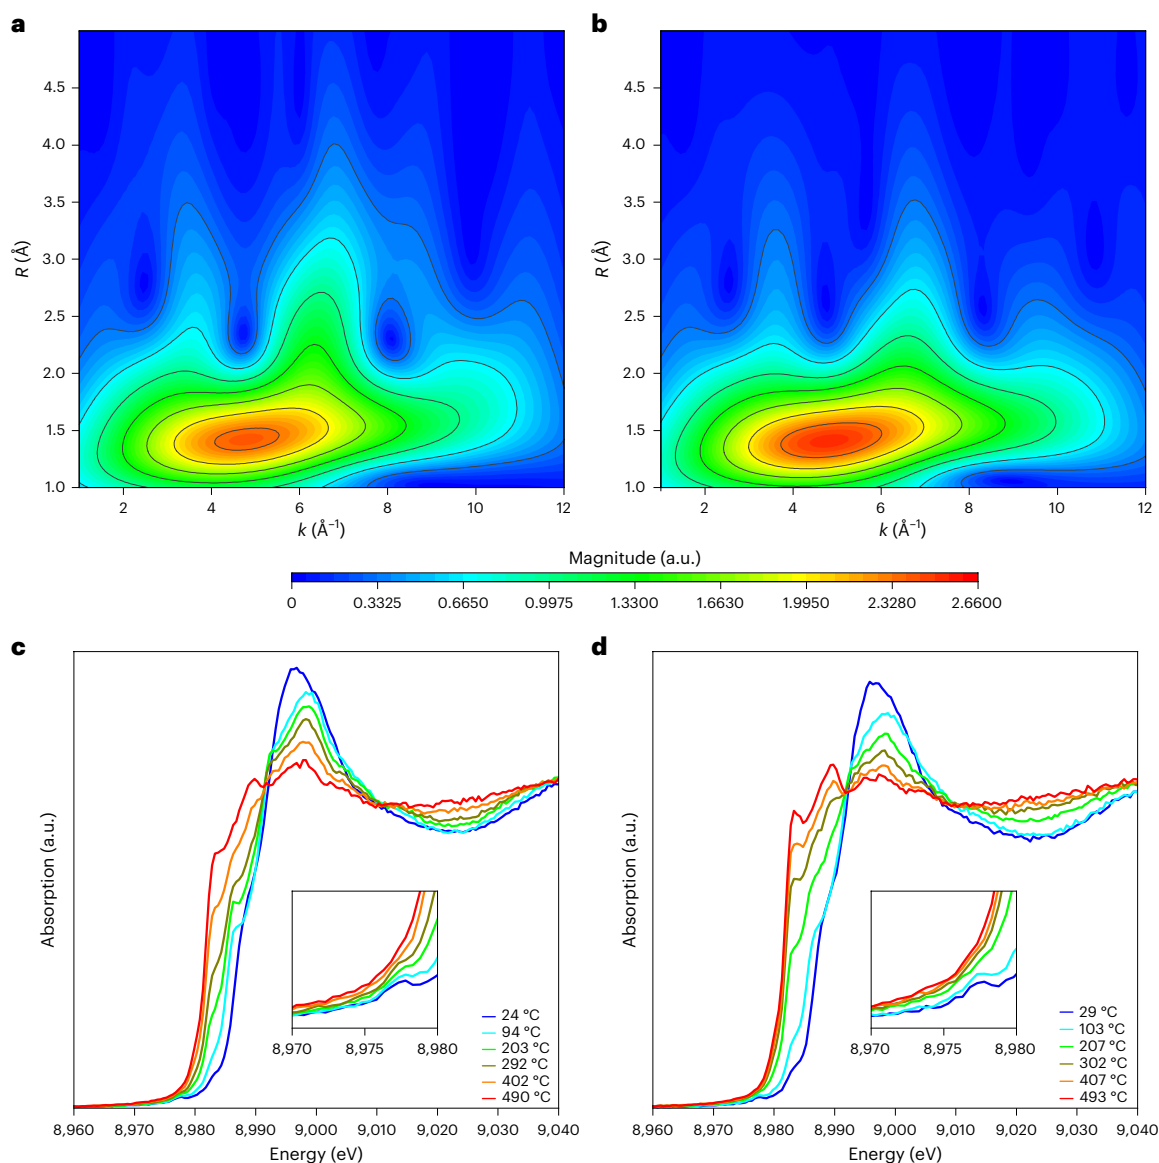 a
b
4.5
4.0
3.5
3.0
2.5
2.0
1.5
1.0
R (Å)
2 4 6 8 10 12
k (Å⁻¹)
4.5
4.0
3.5
3.0
2.5
2.0
1.5
1.0
R (Å)
2 4 6 8 10 12
k (Å⁻¹)
Magnitude (a.u.)
0 0.3325 0.6650 0.9975 1.3300 1.6630 1.9950 2.3280 2.6600
c
d
Absorption (a.u.)
8,970 8,975 8,980
24 °C
94 °C
203 °C
292 °C
402 °C
490 °C
8,960 8,970 8,980 8,990 9,000 9,010 9,020 9,030 9,040
Energy (eV)
Absorption (a.u.)
8,970 8,975 8,980
29 °C
103 °C
207 °C
302 °C
407 °C
493 °C
8,960 8,970 8,980 8,990 9,000 9,010 9,020 9,030 9,040
Energy (eV)